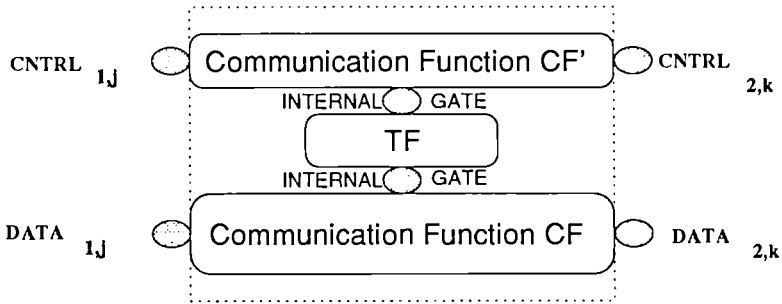 CNTRL 1,j Communication Function CF' CNTRL 2,k
INTERNAL GATE
TF
INTERNAL GATE
DATA 1,j Communication Function CF DATA 2,k